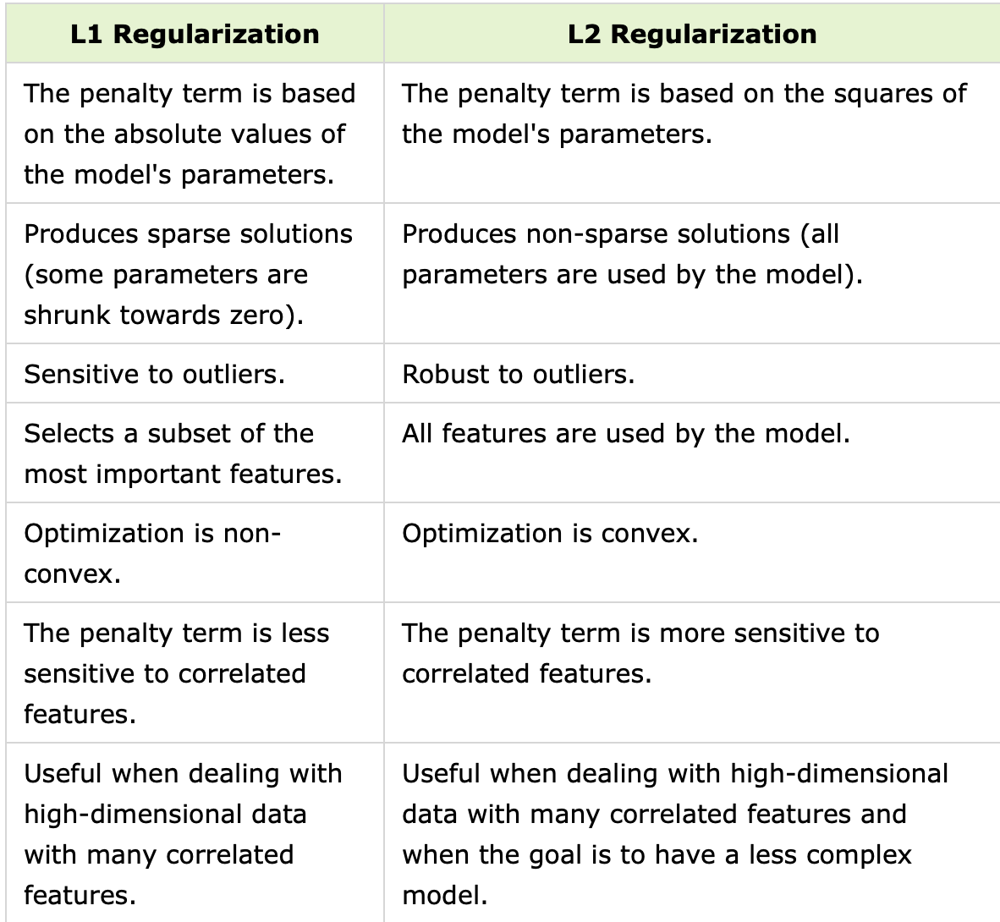 L1 Regularization
L2 Regularization
The penalty term is based
on the absolute values of
the model's parameters.
The penalty term is based on the squares of
the model's parameters.
Produces sparse solutions
(some parameters are
shrunk towards zero).
Produces non-sparse solutions (all
parameters are used by the model).
Sensitive to outliers.
Robust to outliers.
Selects a subset of the
most important features.
All features are used by the model.
Optimization is non-
convex.
Optimization is convex.
The penalty term is less
sensitive to correlated
features.
The penalty term is more sensitive to
correlated features.
Useful when dealing with
high-dimensional data
with many correlated
features.
Useful when dealing with high-dimensional
data with many correlated features and
when the goal is to have a less complex
model.